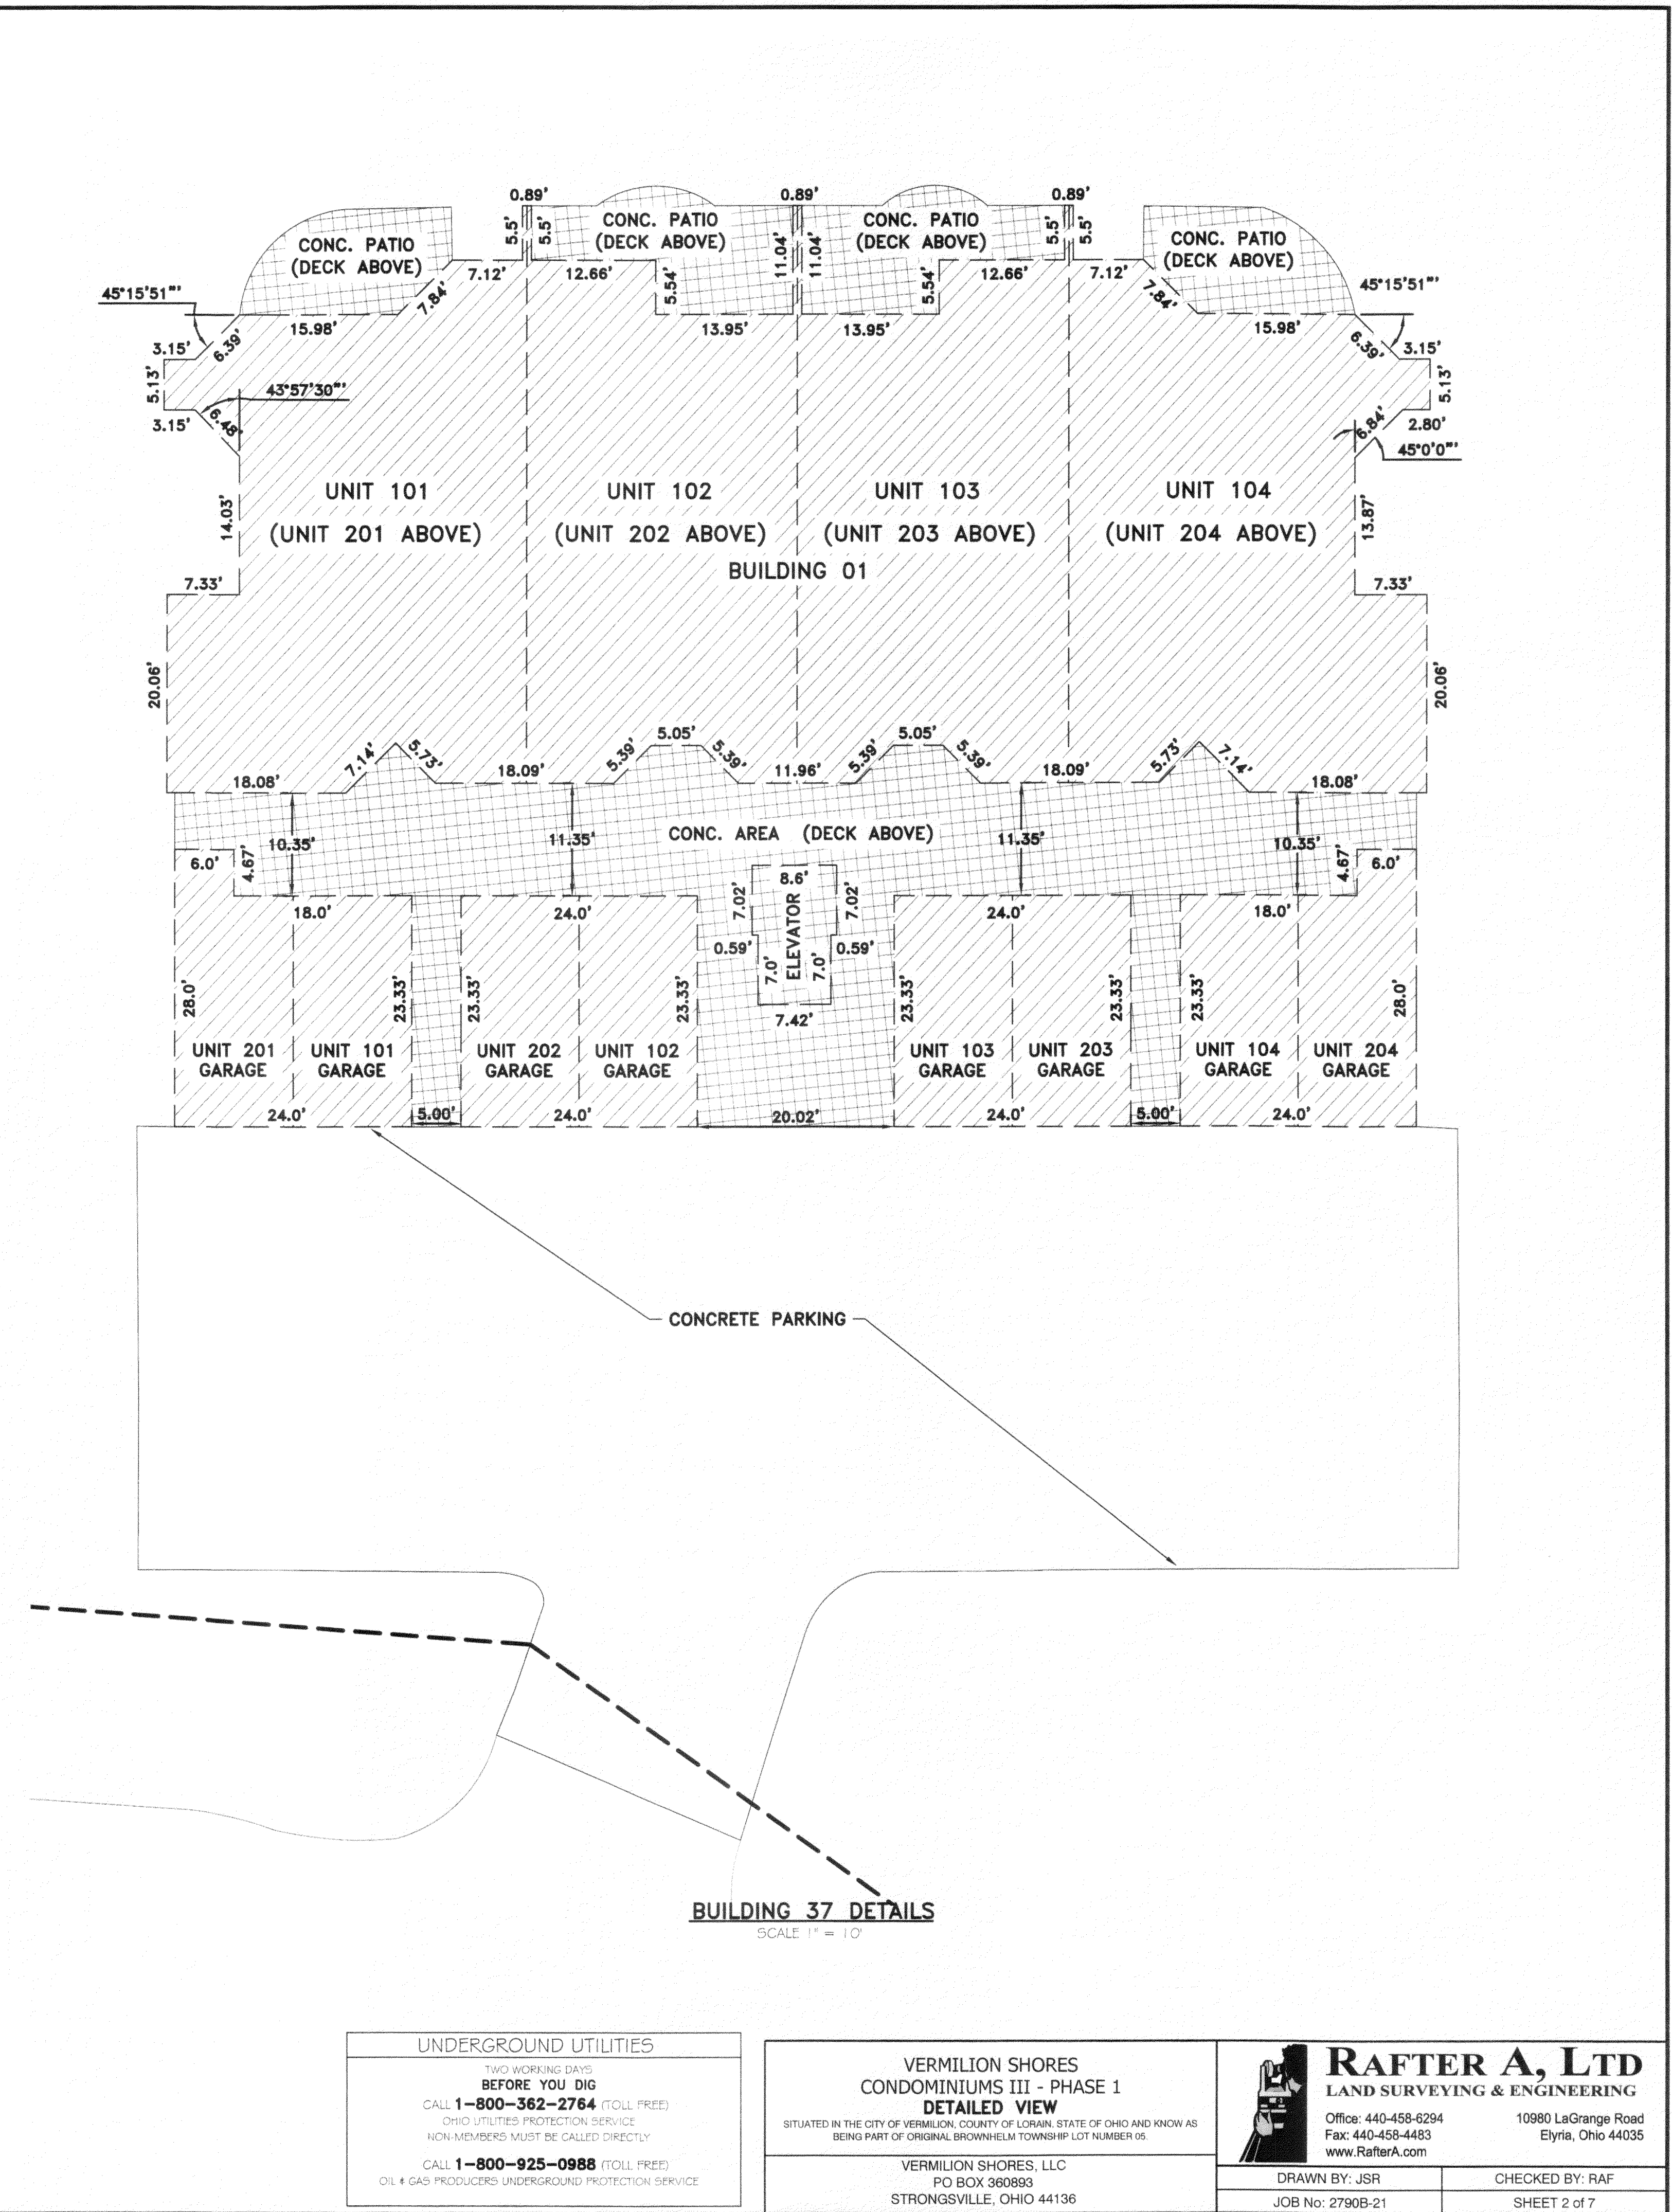 0.89'
0.89'
0.89'
CONC. PATIO
(DECK ABOVE)
5.5'
5.5'
CONC. PATIO
(DECK ABOVE)
11.04'
11.04'
CONC. PATIO
(DECK ABOVE)
5.5'
5.5'
CONC. PATIO
(DECK ABOVE)
7.12'
12.66'
5.54'
5.54'
12.66'
7.12'
45°15'51"'
7.84'
7.84'
45°15'51"'
15.98'
13.95'
13.95'
15.98'
3.15'
6.39'
6.39'
3.15'
5.13'
43°57'30"'
5.13'
3.15'
6.48'
6.84'
2.80'
45°0'0"'
UNIT 101
(UNIT 201 ABOVE)
UNIT 102
(UNIT 202 ABOVE)
UNIT 103
(UNIT 203 ABOVE)
UNIT 104
(UNIT 204 ABOVE)
14.03'
13.87'
BUILDING 01
7.33'
7.33'
20.06'
20.06'
18.08'
7.14'
5.73'
18.09'
5.39'
5.05'
5.39'
11.96'
5.39'
5.05'
5.39'
18.09'
5.73'
7.14'
18.08'
10.35'
11.35'
CONC. AREA (DECK ABOVE)
11.35'
10.35'
6.0'
4.67'
4.67'
6.0'
18.0'
24.0'
7.02'
8.6'
7.02'
24.0'
18.0'
0.59'
ELEVATOR
0.59'
7.0'
7.0'
7.42'
28.0'
23.33'
23.33'
23.33'
23.33'
23.33'
23.33'
28.0'
UNIT 201
GARAGE
UNIT 101
GARAGE
UNIT 202
GARAGE
UNIT 102
GARAGE
UNIT 103
GARAGE
UNIT 203
GARAGE
UNIT 104
GARAGE
UNIT 204
GARAGE
24.0'
5.00'
24.0'
20.02'
24.0'
5.00'
24.0'
CONCRETE PARKING
BUILDING 37 DETAILS
SCALE 1" = 10'
UNDERGROUND UTILITIES
TWO WORKING DAYS
BEFORE YOU DIG
CALL 1-800-362-2764 (TOLL FREE)
OHIO UTILITIES PROTECTION SERVICE
NON-MEMBERS MUST BE CALLED DIRECTLY
CALL 1-800-925-0988 (TOLL FREE)
OIL & GAS PRODUCERS UNDERGROUND PROTECTION SERVICE
VERMILION SHORES
CONDOMINIUMS III - PHASE 1
DETAILED VIEW
SITUATED IN THE CITY OF VERMILION, COUNTY OF LORAIN, STATE OF OHIO AND KNOW AS
BEING PART OF ORIGINAL BROWNHELM TOWNSHIP LOT NUMBER 05.
VERMILION SHORES, LLC
PO BOX 360893
STRONGSVILLE, OHIO 44136
RAFTER A, LTD
LAND SURVEYING & ENGINEERING
Office: 440-458-6294
Fax: 440-458-4483
www.RafterA.com
10980 LaGrange Road
Elyria, Ohio 44035
DRAWN BY: JSR
CHECKED BY: RAF
JOB No: 2790B-21
SHEET 2 of 7